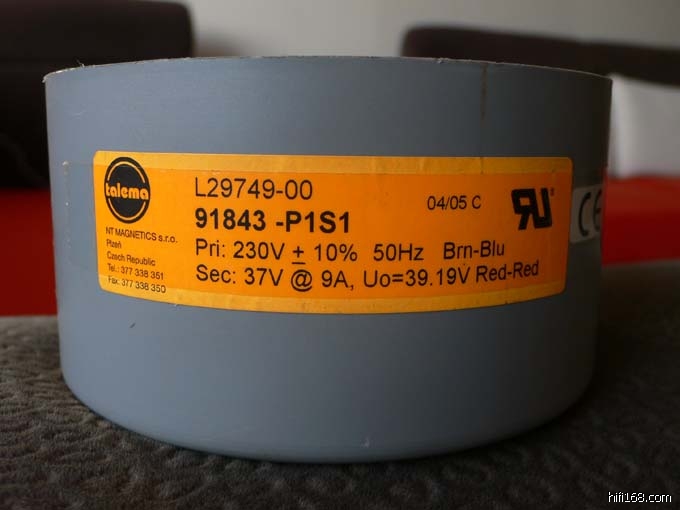 talema
NT MAGNETICS s.r.o.
Plzeň
Czech Republic
Tel.: 377 338 351
Fax: 377 338 350
L29749-00
91843 -P1S1
Pri: 230V ± 10% 50Hz Brn-Blu
Sec: 37V @ 9A, Uo=39.19V Red-Red
04/05 C
RU
CE
hifi168.com